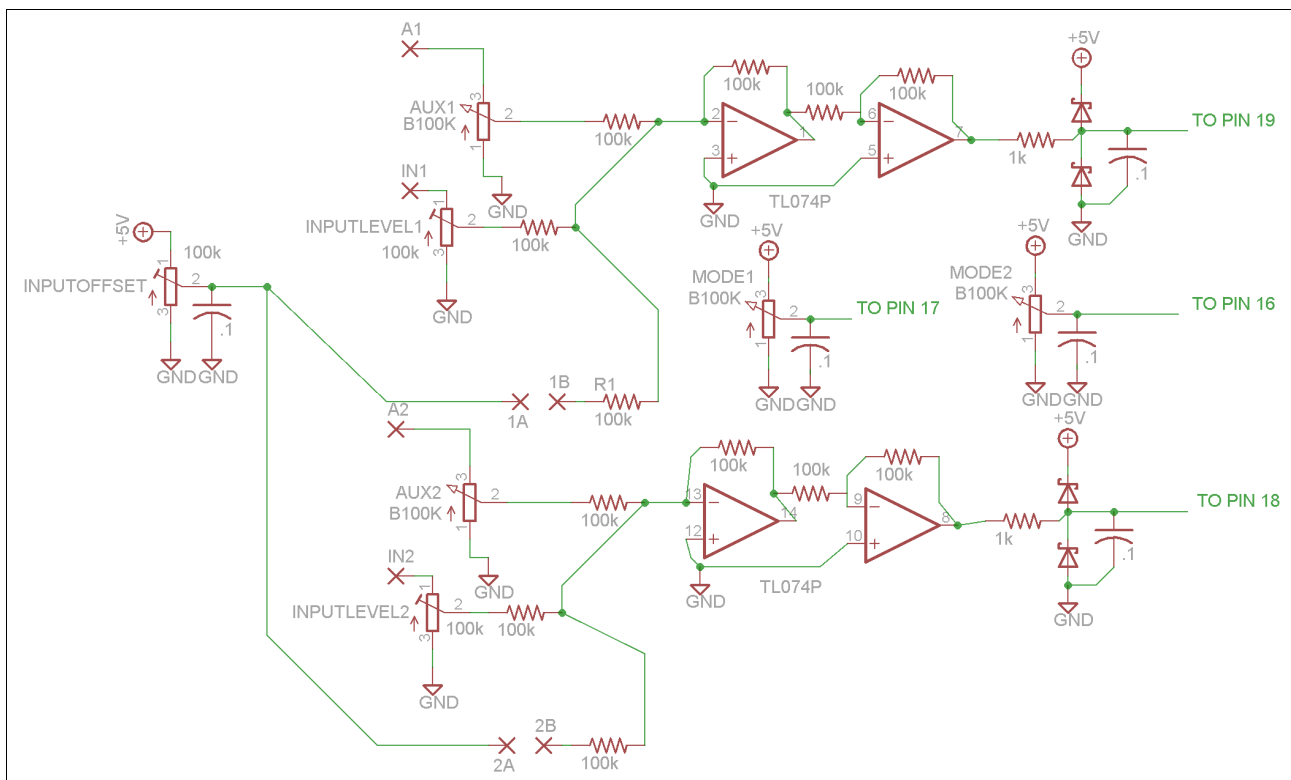 A1
+5V
100k
100k
100k
3
AUX1
B100K
2
1
100k
2
−
3
+
1
6
−
5
+
7
1k
TO PIN 19
.1
GND
IN1
1
INPUTLEVEL1
100k
2
3
100k
GND
TL074P
GND
GND
+5V
100k
1
INPUTOFFSET
2
3
.1
GND
GND
+5V
MODE1
B100K
3
2
1
TO PIN 17
.1
GND
GND
+5V
MODE2
B100K
3
2
1
TO PIN 16
.1
GND
GND
1A
1B
R1
100k
A2
+5V
100k
100k
100k
3
AUX2
B100K
2
1
100k
13
−
12
+
14
9
−
10
+
8
1k
TO PIN 18
.1
GND
IN2
1
INPUTLEVEL2
2
100k
3
100k
GND
TL074P
GND
GND
2A
2B
100k